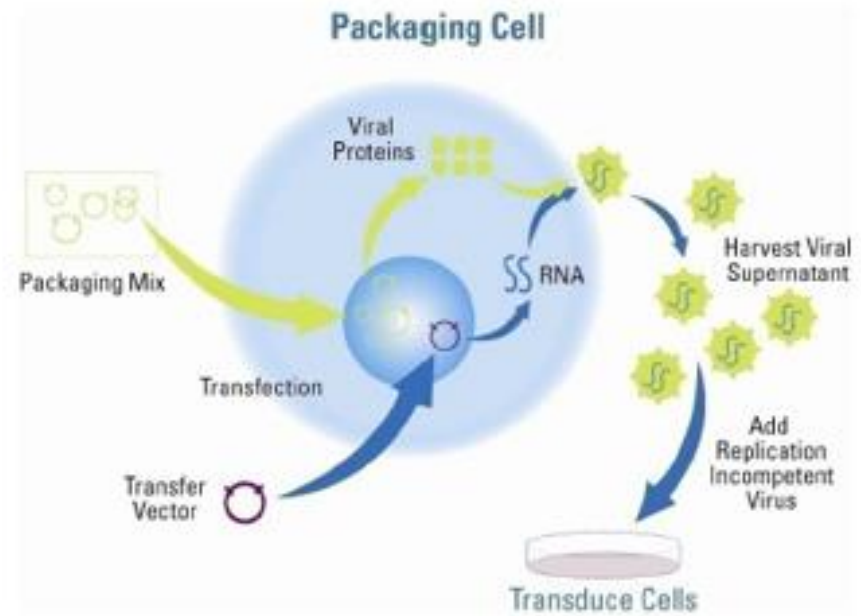 Packaging Cell
Viral
Proteins
Packaging Mix
RNA
Harvest Viral
Supernatant
Transfection
Transfer
Vector
Add
Replication
Incompetent
Virus
Transduce Cells